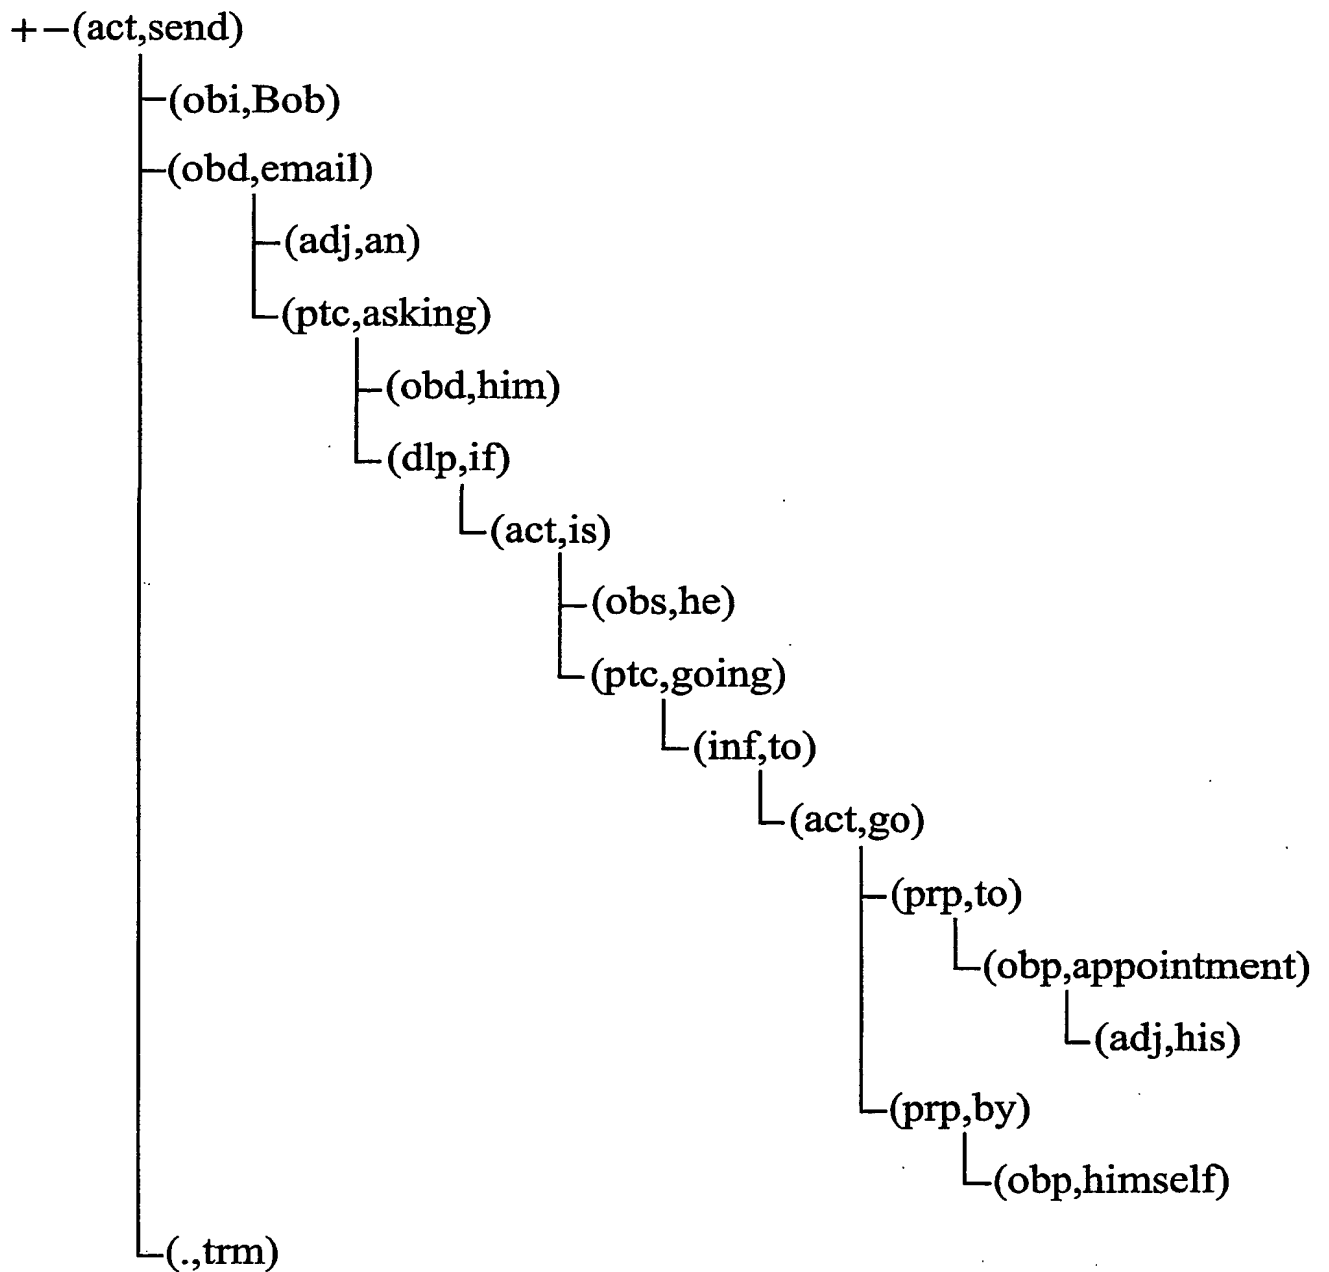 +-(act,send)
(obi,Bob)
(obd,email)
(adj,an)
(ptc,asking)
(obd,him)
(dlp,if)
(act,is)
(obs,he)
(ptc,going)
(inf,to)
(act,go)
(prp,to)
(obp,appointment)
(adj,his)
(prp,by)
(obp,himself)
(.,trm)